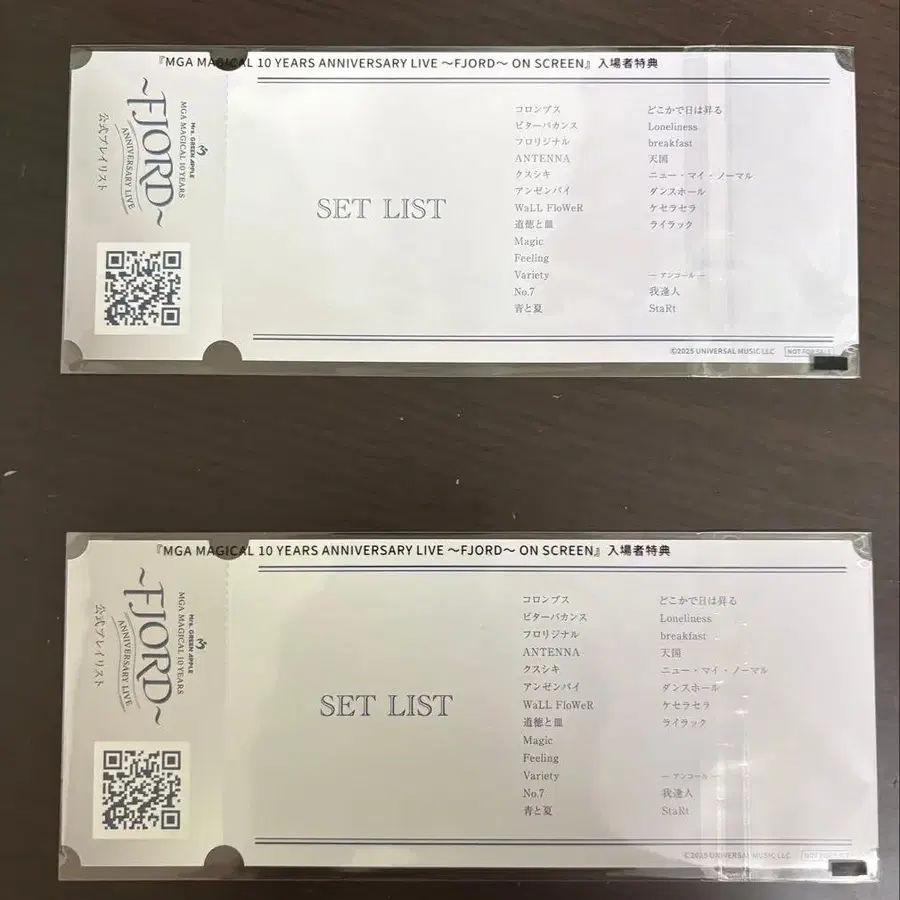 『MGA MAGICAL 10 YEARS ANNIVERSARY LIVE ～FJORD～ ON SCREEN』入場者特典
Mrs. GREEN APPLE
MGA MAGICAL 10 YEARS
～FJORD～
ANNIVERSARY LIVE
公式プレイリスト
SET LIST
コロンブス
ビターバカンス
フロリジナル
ANTENNA
クスシキ
アンゼンパイ
WaLL FloWeR
道徳と皿
Magic
Feeling
Variety
No.7
青と夏
どこかで日は昇る
Loneliness
breakfast
天国
ニュー・マイ・ノーマル
ダンスホール
ケセラセラ
ライラック
— アンコール —
我逢人
StaRt
©2025 UNIVERSAL MUSIC LLC
NOT FOR SALE
『MGA MAGICAL 10 YEARS ANNIVERSARY LIVE ～FJORD～ ON SCREEN』入場者特典
Mrs. GREEN APPLE
MGA MAGICAL 10 YEARS
～FJORD～
ANNIVERSARY LIVE
公式プレイリスト
SET LIST
コロンブス
ビターバカンス
フロリジナル
ANTENNA
クスシキ
アンゼンパイ
WaLL FloWeR
道徳と皿
Magic
Feeling
Variety
No.7
青と夏
どこかで日は昇る
Loneliness
breakfast
天国
ニュー・マイ・ノーマル
ダンスホール
ケセラセラ
ライラック
— アンコール —
我逢人
StaRt
©2025 UNIVERSAL MUSIC LLC
NOT FOR SALE